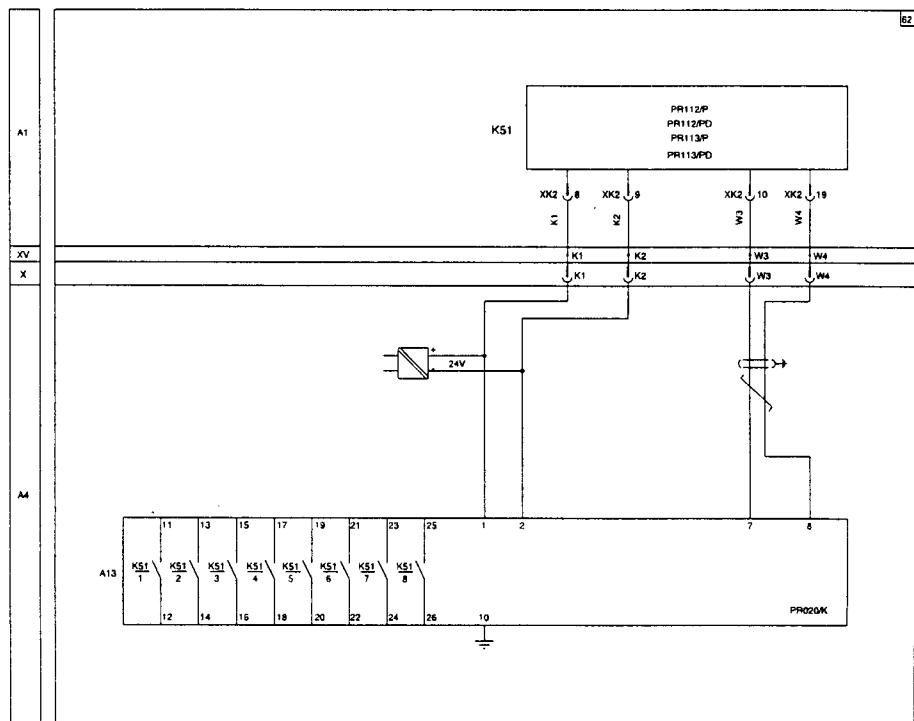 62
A1
K51
PR112/P
PR112/PD
PR113/P
PR113/PD
XK2 8 XK2 9 XK2 10 XK2 19
K1 K2 W3 W4
XV K1 K2 W3 W4
X K1 K2 W3 W4
+
24V
-
A4
11 13 15 17 19 21 23 25 1 2 7 8
A13 K51 K51 K51 K51 K51 K51 K51 K51
1 2 3 4 5 6 7 8
12 14 16 18 20 22 24 26 10 PR020/K